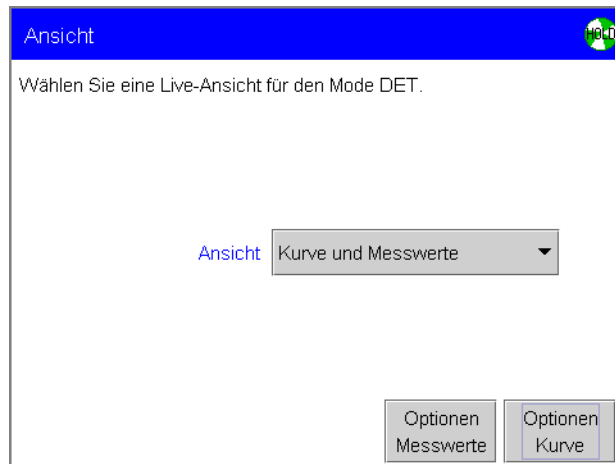 Ansicht
HOLD
Wählen Sie eine Live-Ansicht für den Mode DET.
Ansicht
Kurve und Messwerte
Optionen
Messwerte
Optionen
Kurve